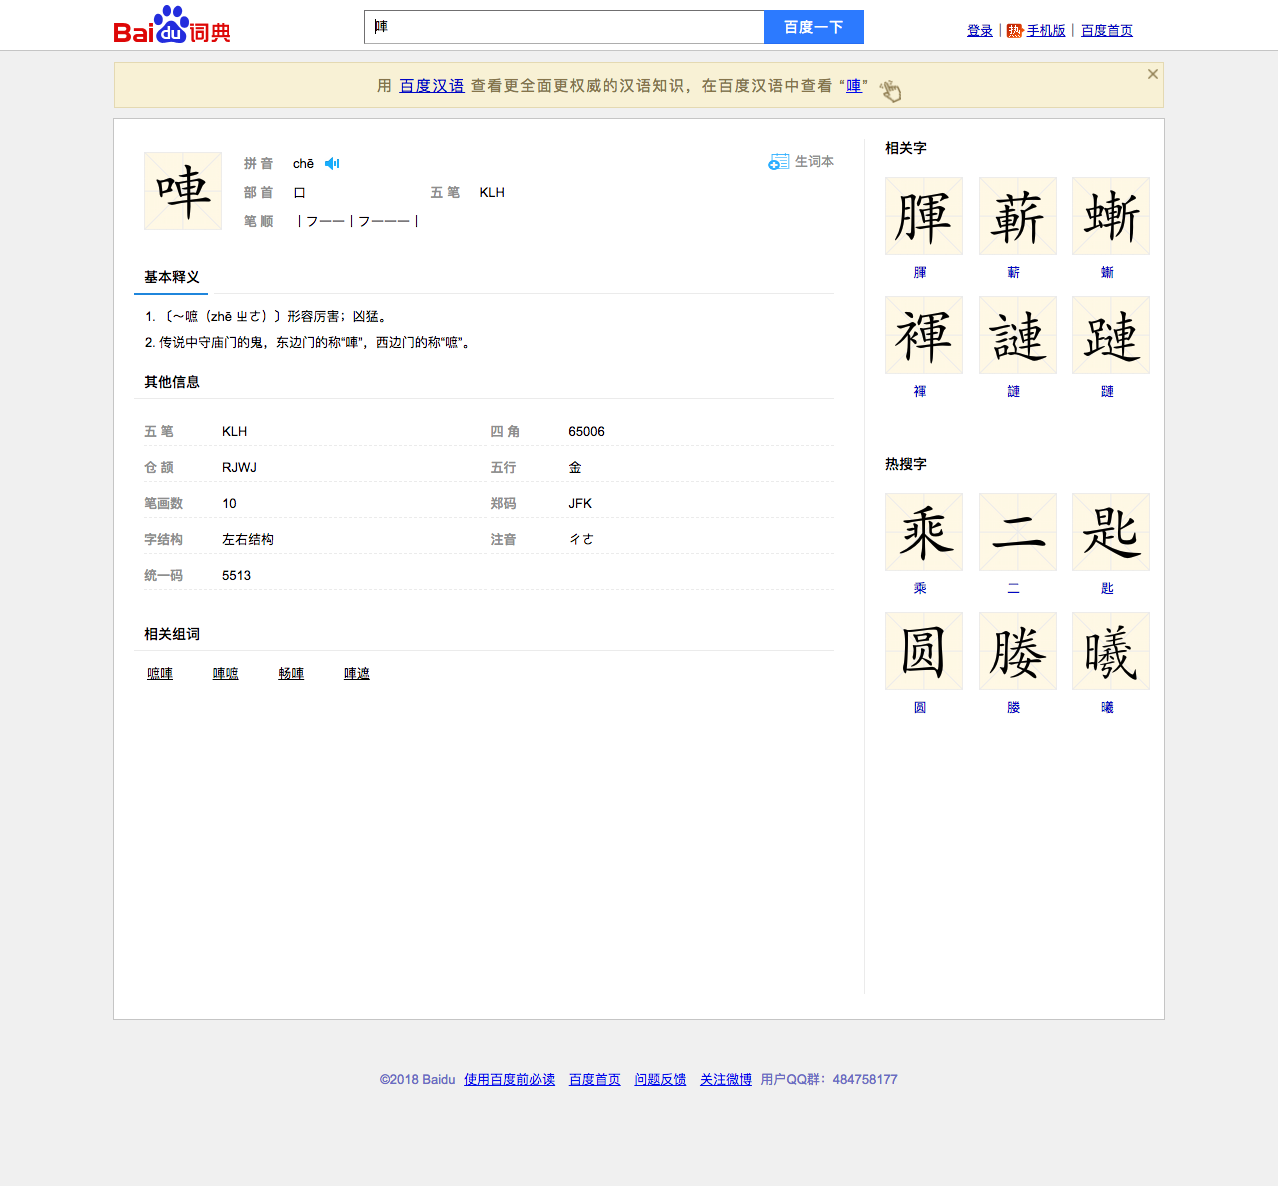 Baidu词典 唓 百度一下 登录 | 热 手机版 | 百度首页
用 百度汉语 查看更全面更权威的汉语知识，在百度汉语中查看 “唓”
唓
拼 音 chē 生词本
部 首 口 五 笔 KLH
笔 顺 丨フ一一丨フ一一一丨
基本释义
1. 〔～嗻（zhē ㄓㄜ）〕形容厉害；凶猛。
2. 传说中守庙门的鬼，东边门的称“唓”，西边门的称“嗻”。
其他信息
五 笔 KLH 四 角 65006
仓 颉 RJWJ 五行 金
笔画数 10 郑码 JFK
字结构 左右结构 注音 ㄔㄜ
统一码 5513
相关组词
嗻唓 唓嗻 畅唓 唓遮
相关字
腪 蔪 螹
腪 蔪 螹
褌 謰 蹥
褌 謰 蹥
热搜字
乘 二 匙
乘 二 匙
圆 媵 曦
圆 媵 曦
©2018 Baidu 使用百度前必读 百度首页 问题反馈 关注微博 用户QQ群：484758177